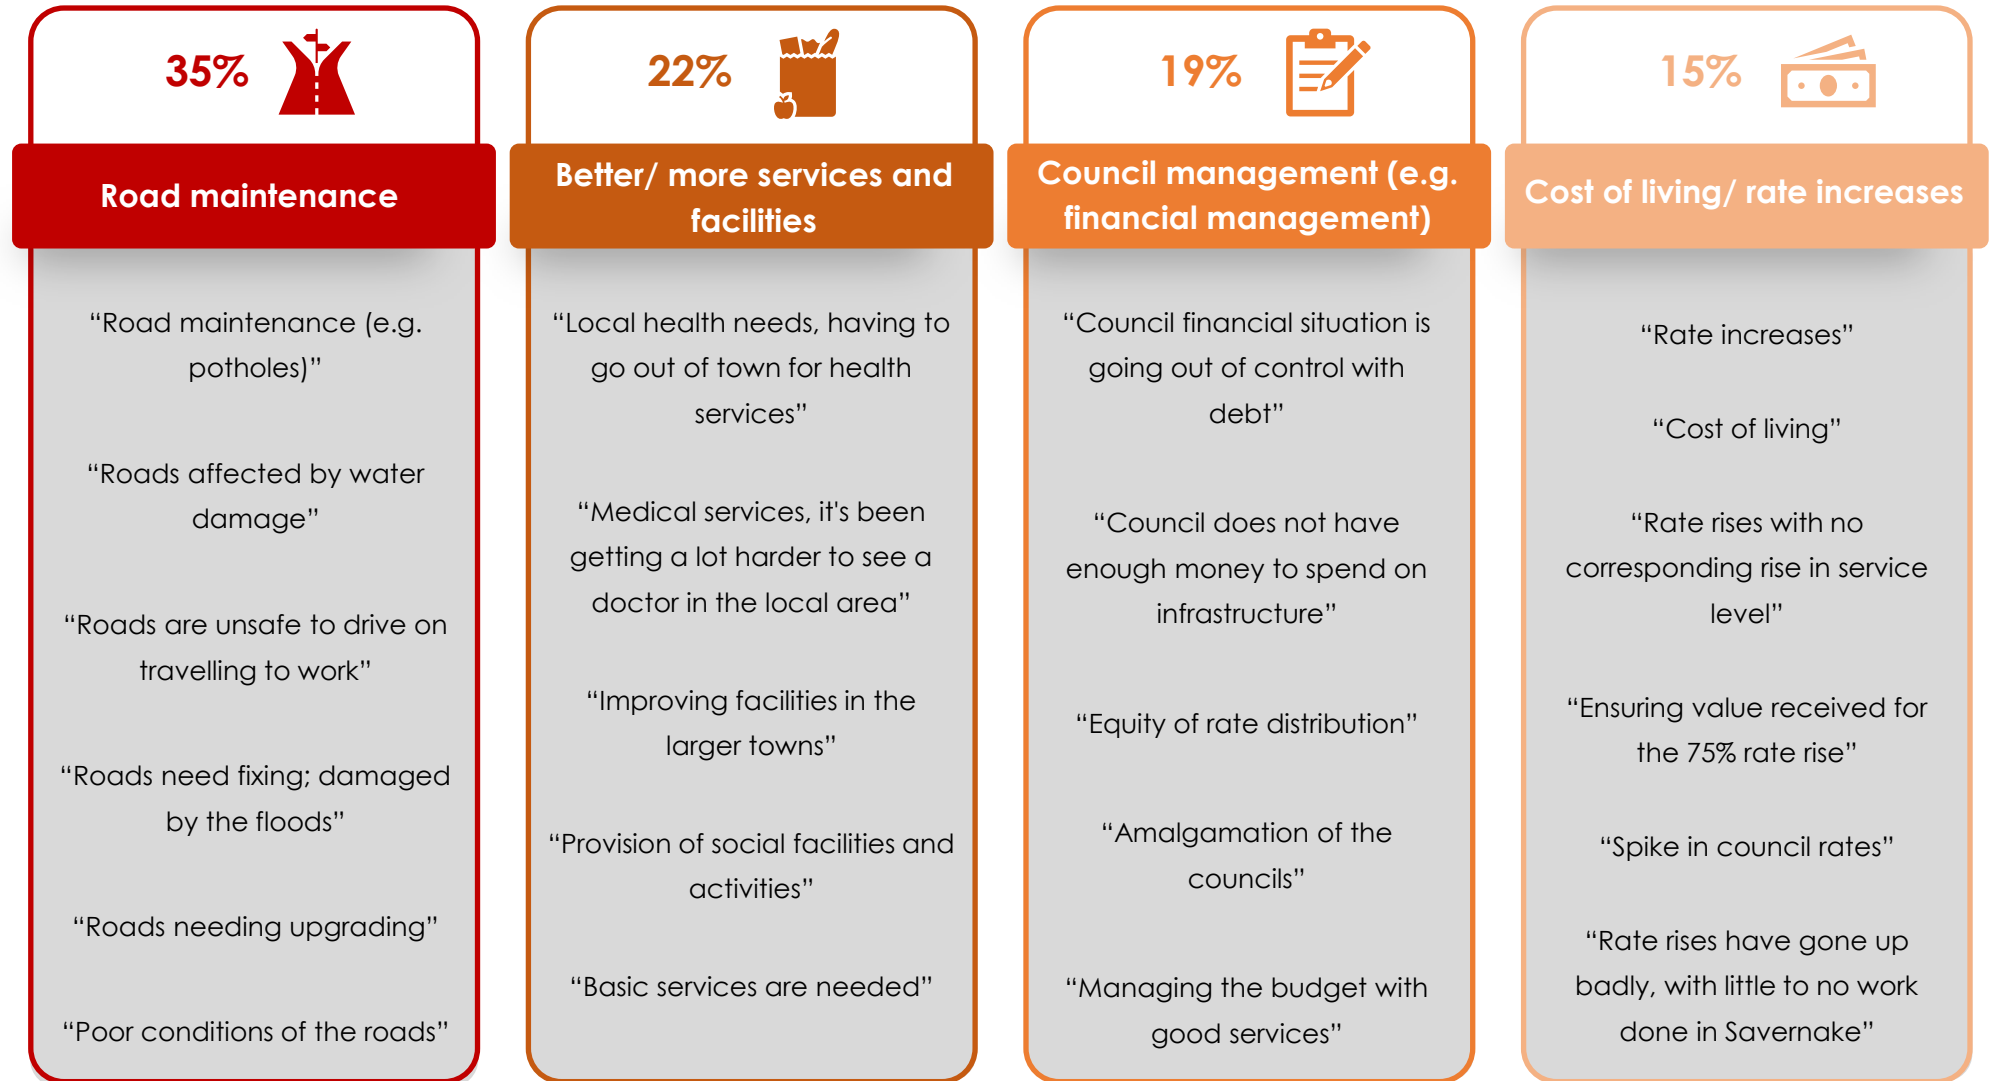 35%
Road maintenance
“Road maintenance (e.g.
potholes)”
“Roads affected by water
damage”
“Roads are unsafe to drive on
travelling to work”
“Roads need fixing; damaged
by the floods”
“Roads needing upgrading”
“Poor conditions of the roads”
22%
Better/ more services and
facilities
“Local health needs, having to
go out of town for health
services”
“Medical services, it's been
getting a lot harder to see a
doctor in the local area”
“Improving facilities in the
larger towns”
“Provision of social facilities and
activities”
“Basic services are needed”
19%
Council management (e.g.
financial management)
“Council financial situation is
going out of control with
debt”
“Council does not have
enough money to spend on
infrastructure”
“Equity of rate distribution”
“Amalgamation of the
councils”
“Managing the budget with
good services”
15%
Cost of living/ rate increases
“Rate increases”
“Cost of living”
“Rate rises with no
corresponding rise in service
level”
“Ensuring value received for
the 75% rate rise”
“Spike in council rates”
“Rate rises have gone up
badly, with little to no work
done in Savernake”